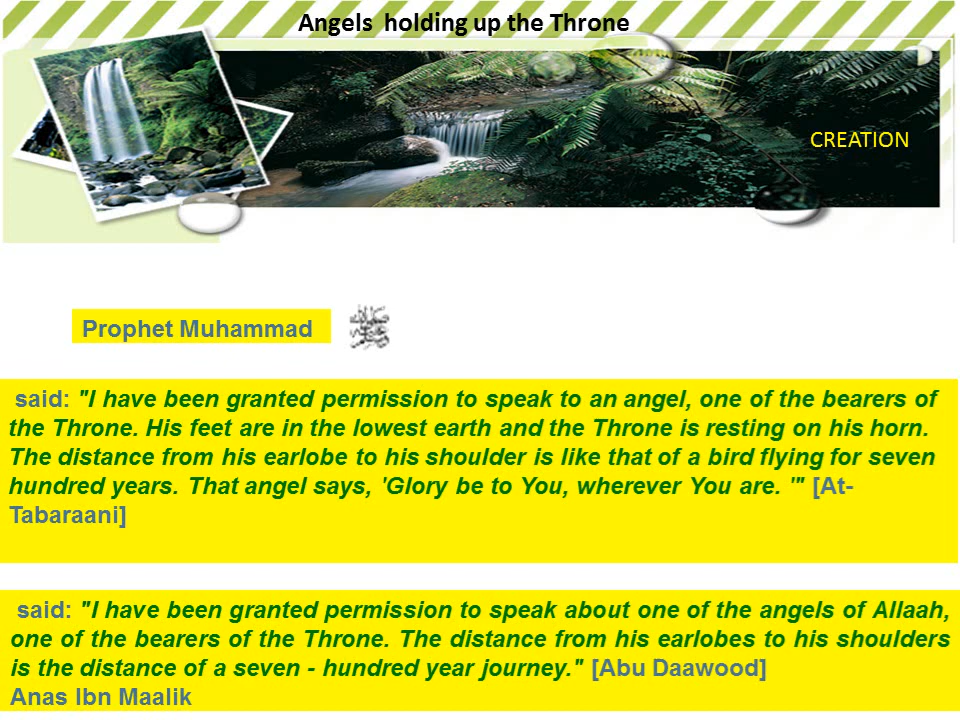 Angels holding up the Throne
CREATION
Prophet Muhammad ﷺ
said: "I have been granted permission to speak to an angel, one of the bearers of
the Throne. His feet are in the lowest earth and the Throne is resting on his horn.
The distance from his earlobe to his shoulder is like that of a bird flying for seven
hundred years. That angel says, 'Glory be to You, wherever You are. '" [At-
Tabaraani]
said: "I have been granted permission to speak about one of the angels of Allaah,
one of the bearers of the Throne. The distance from his earlobes to his shoulders
is the distance of a seven - hundred year journey." [Abu Daawood]
Anas Ibn Maalik